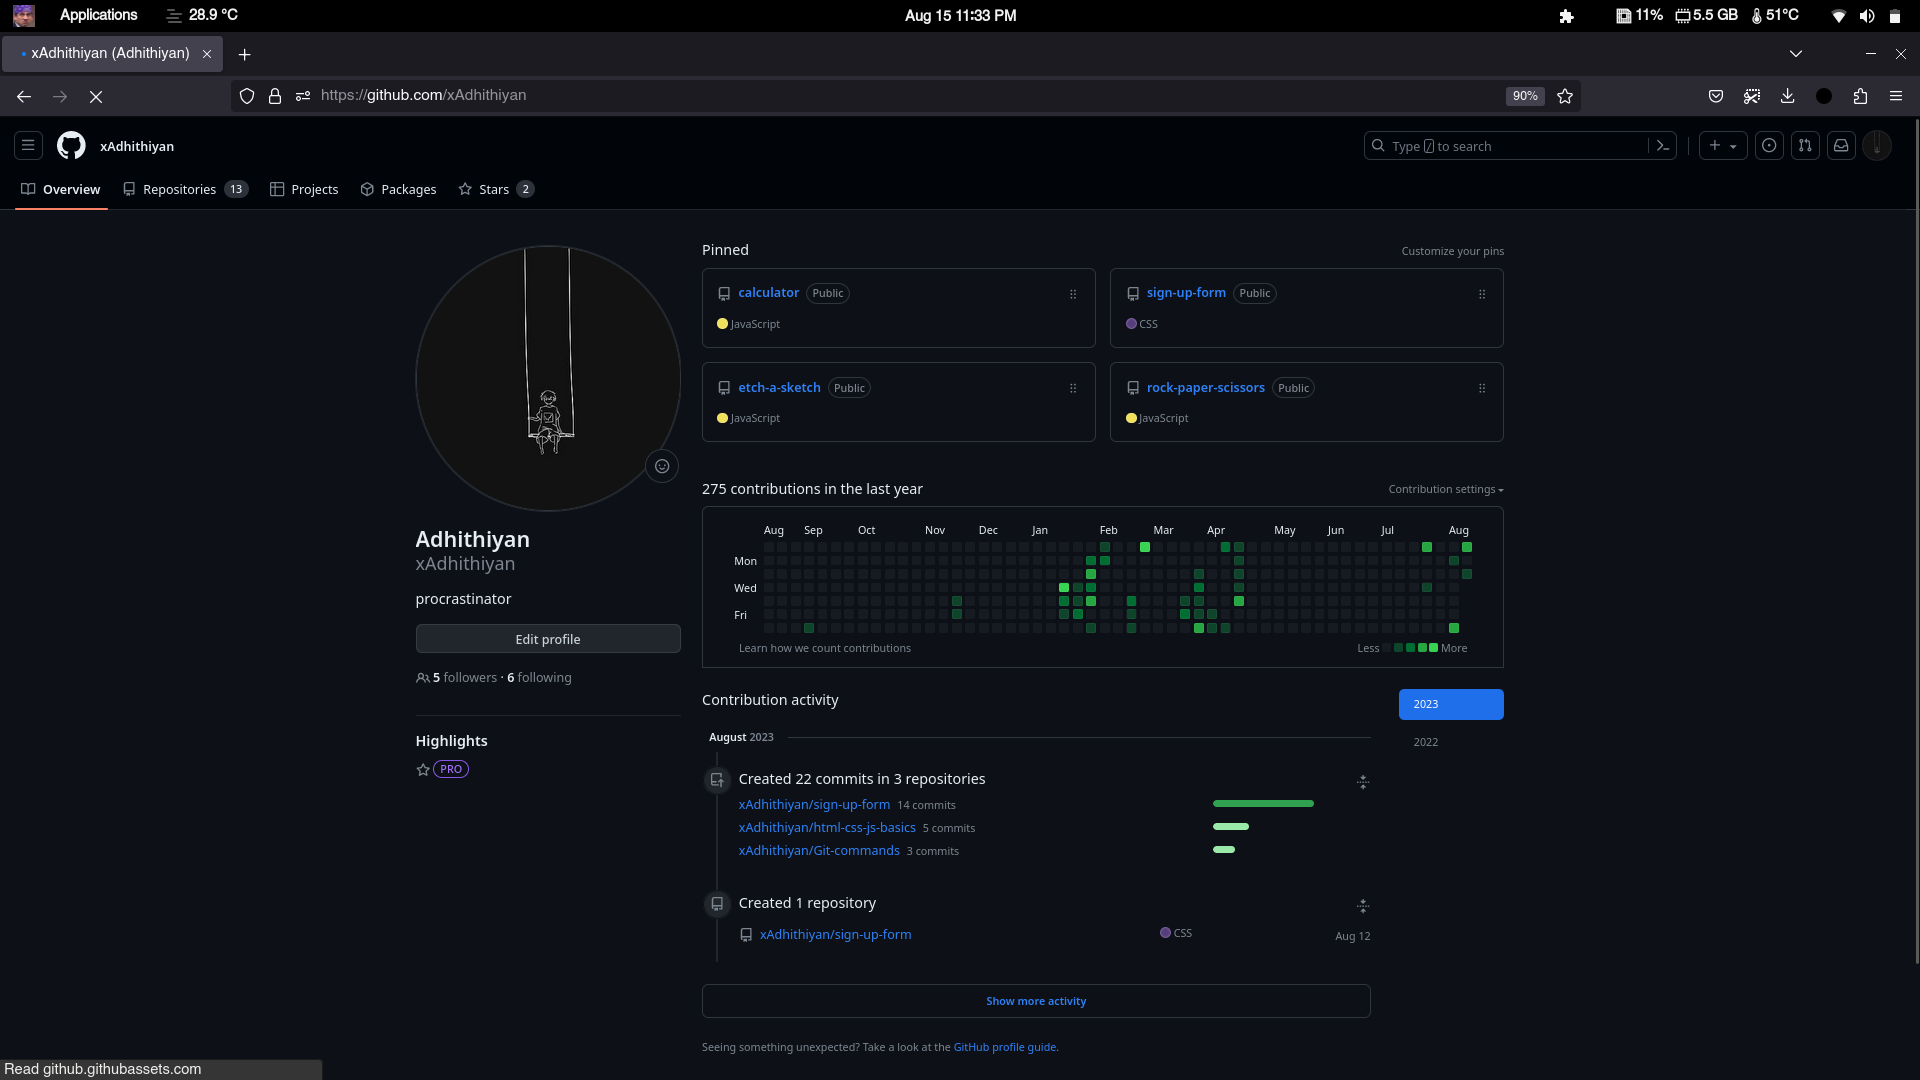 Applications 28.9 °C Aug 15 11:33 PM 11% 5.5 GB 51°C
xAdhithiyan (Adhithiyan)
https://github.com/xAdhithiyan 90%
xAdhithiyan Type / to search
Overview Repositories 13 Projects Packages Stars 2
Pinned Customize your pins
calculator Public
JavaScript
sign-up-form Public
CSS
etch-a-sketch Public
JavaScript
rock-paper-scissors Public
JavaScript
Adhithiyan
xAdhithiyan
procrastinator
Edit profile
5 followers · 6 following
Highlights
PRO
275 contributions in the last year Contribution settings
Aug Sep Oct Nov Dec Jan Feb Mar Apr May Jun Jul Aug
Mon
Wed
Fri
Learn how we count contributions Less More
Contribution activity
2023
2022
August 2023
Created 22 commits in 3 repositories
xAdhithiyan/sign-up-form 14 commits
xAdhithiyan/html-css-js-basics 5 commits
xAdhithiyan/Git-commands 3 commits
Created 1 repository
xAdhithiyan/sign-up-form CSS Aug 12
Show more activity
Seeing something unexpected? Take a look at the GitHub profile guide.
Read github.githubassets.com